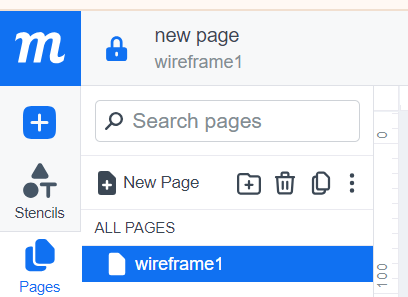 m
new page
wireframe1
Search pages
Stencils
New Page
ALL PAGES
wireframe1
Pages
0
100